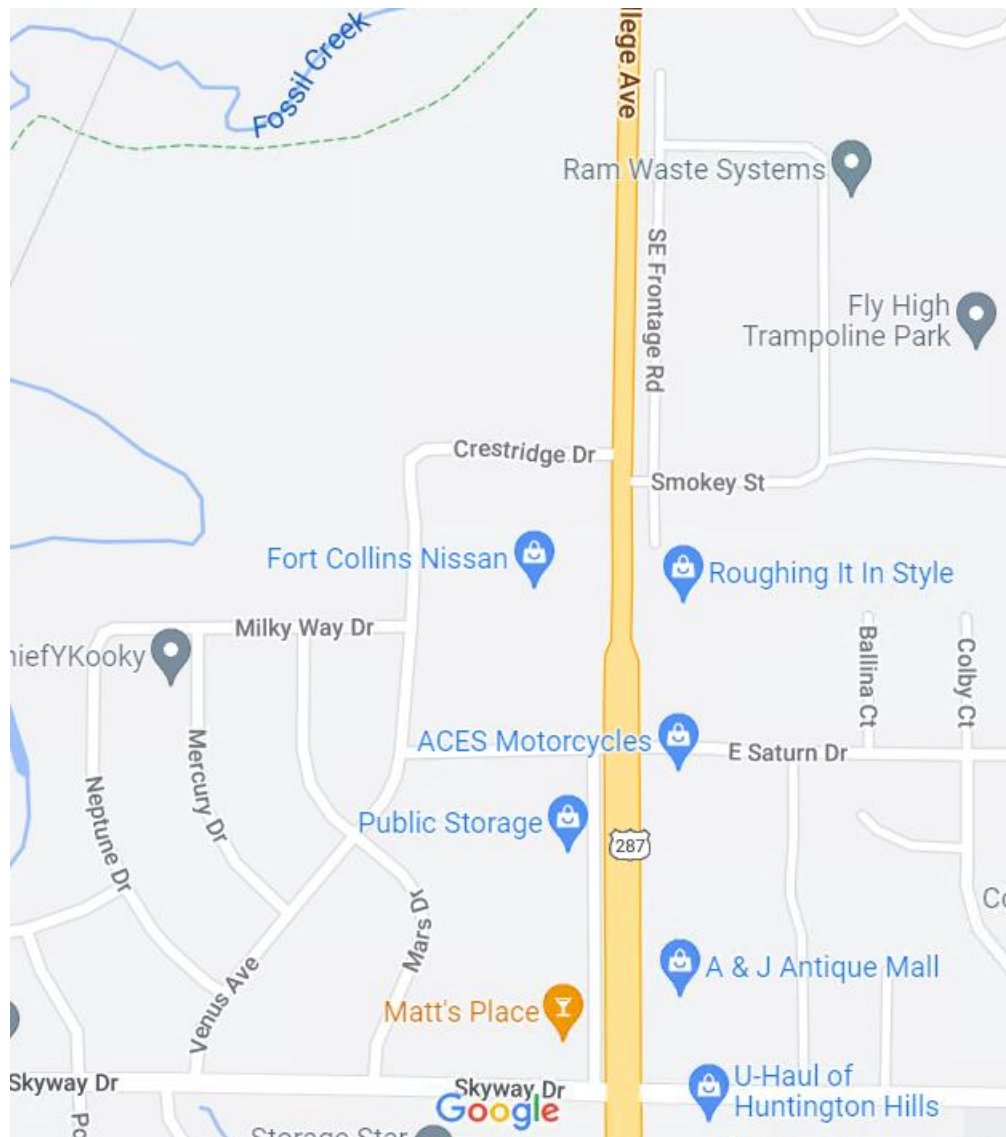 Fossil Creek
llege Ave
Ram Waste Systems
SE Frontage Rd
Fly High
Trampoline Park
Crestridge Dr
Smokey St
Fort Collins Nissan
Roughing It In Style
Milky Way Dr
hiefYKooky
Ballina Ct
Colby Ct
Mercury Dr
ACES Motorcycles
E Saturn Dr
Neptune Dr
Public Storage
287
Mars Dr
Venus Ave
A & J Antique Mall
Matt's Place
Skyway Dr
Skyway Dr
U-Haul of
Huntington Hills
Google